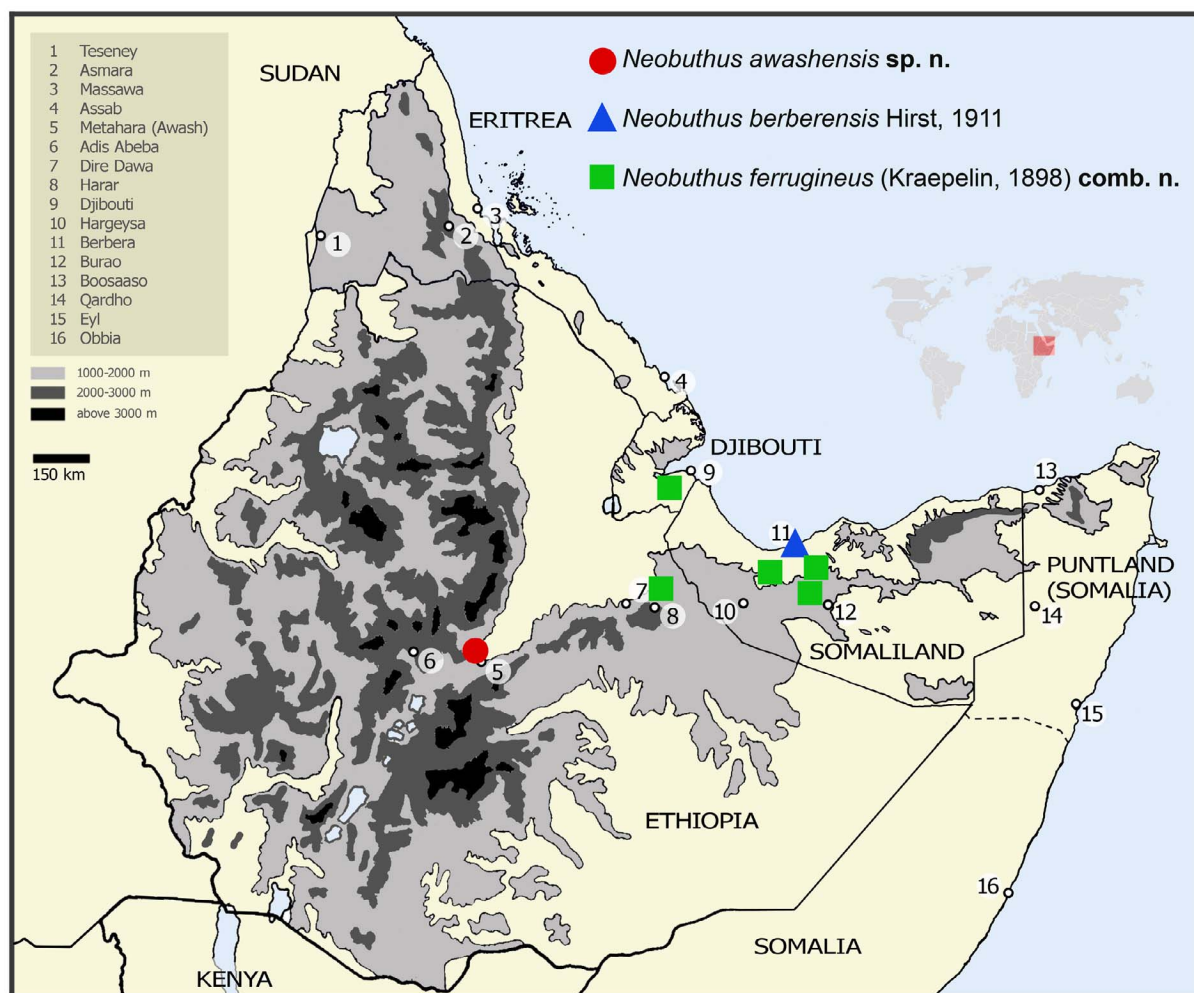 1 Teseney
2 Asmara
3 Massawa
4 Assab
5 Metahara (Awash)
6 Adis Abeba
7 Dire Dawa
8 Harar
9 Djibouti
10 Hargeysa
11 Berbera
12 Burao
13 Boosaaso
14 Qardho
15 Eyl
16 Obbia
1000-2000 m
2000-3000 m
above 3000 m
150 km
Neobuthus awashensis sp. n.
Neobuthus berberensis Hirst, 1911
Neobuthus ferrugineus (Kraepelin, 1898) comb. n.
SUDAN
ERITREA
3
2
1
4
DJIBOUTI
9
13
11
PUNTLAND
(SOMALIA)
7
8
10
12
14
SOMALILAND
6
5
15
ETHIOPIA
16
SOMALIA
KENYA